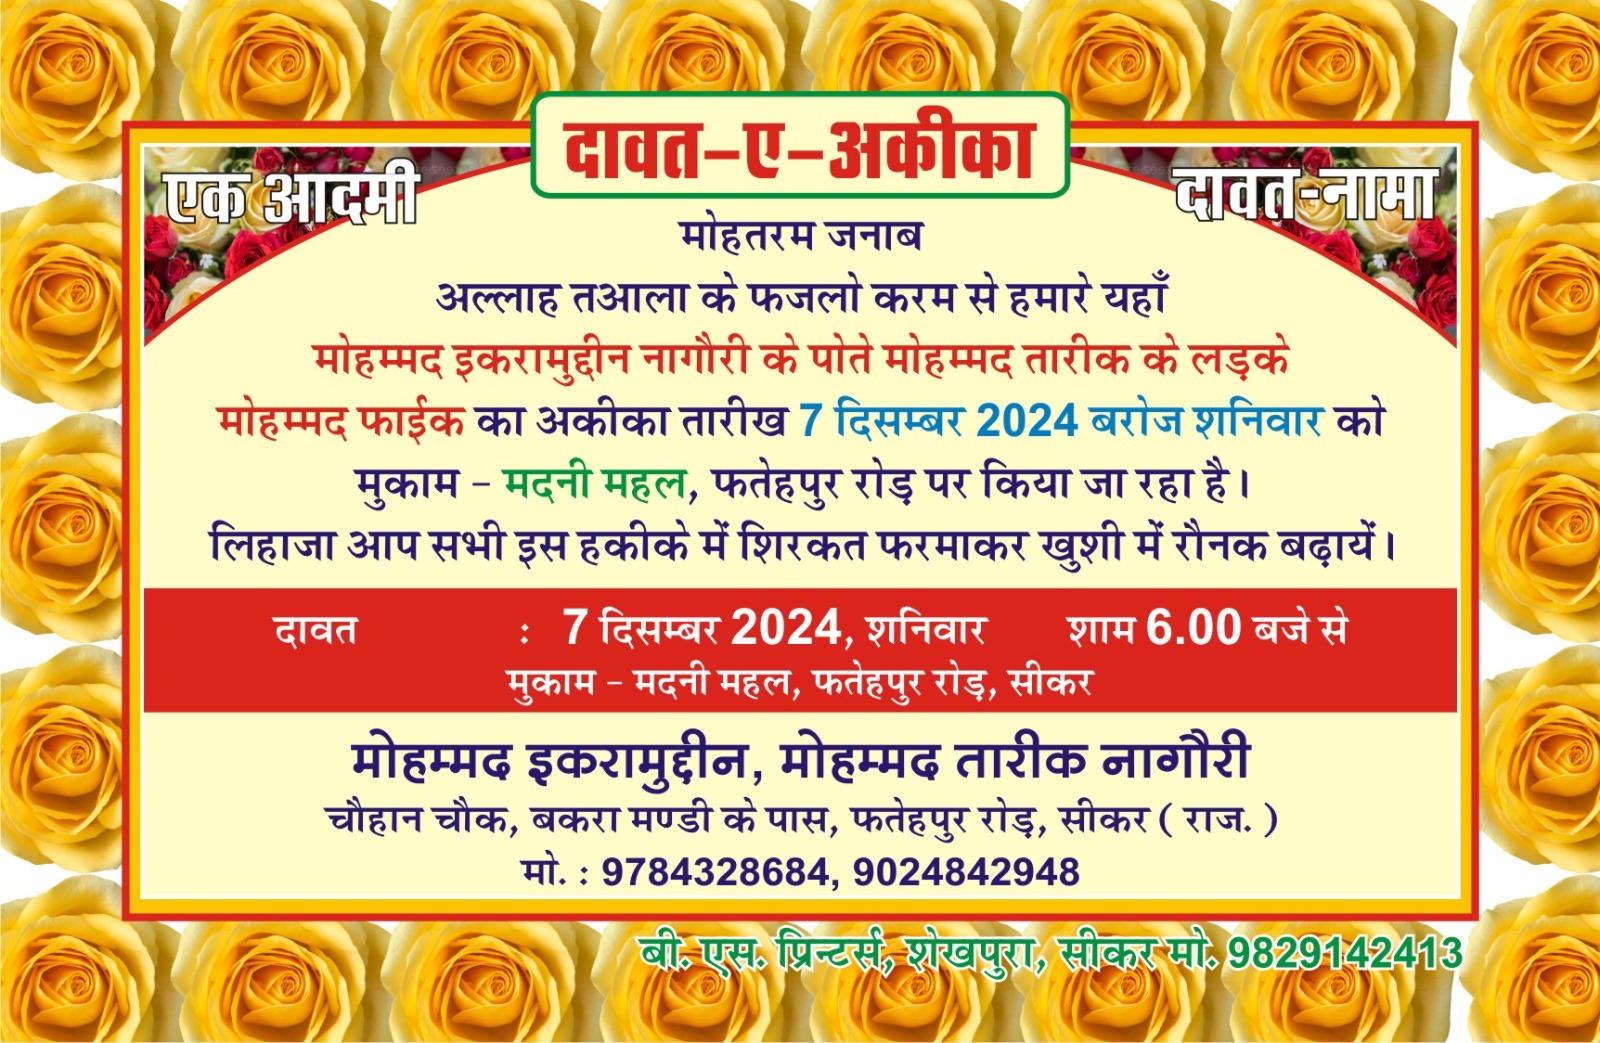 दावत–ए–अकीका
एक आदमी
दावत-नामा
मोहतरम जनाब
अल्लाह तआला के फजलो करम से हमारे यहाँ
मोहम्मद इकरामुद्दीन नागौरी के पोते मोहम्मद तारीक के लड़के
मोहम्मद फाईक का अकीका तारीख 7 दिसम्बर 2024 बरोज शनिवार को
मुकाम – मदनी महल, फतेहपुर रोड़ पर किया जा रहा है।
लिहाजा आप सभी इस हकीके में शिरकत फरमाकर खुशी में रौनक बढ़ायें।
दावत : 7 दिसम्बर 2024, शनिवार शाम 6.00 बजे से
मुकाम – मदनी महल, फतेहपुर रोड़, सीकर
मोहम्मद इकरामुद्दीन, मोहम्मद तारीक नागौरी
चौहान चौक, बकरा मण्डी के पास, फतेहपुर रोड़, सीकर ( राज. )
मो. : 9784328684, 9024842948
बी. एस. प्रिन्टर्स, शेखपुरा, सीकर मो. 9829142413